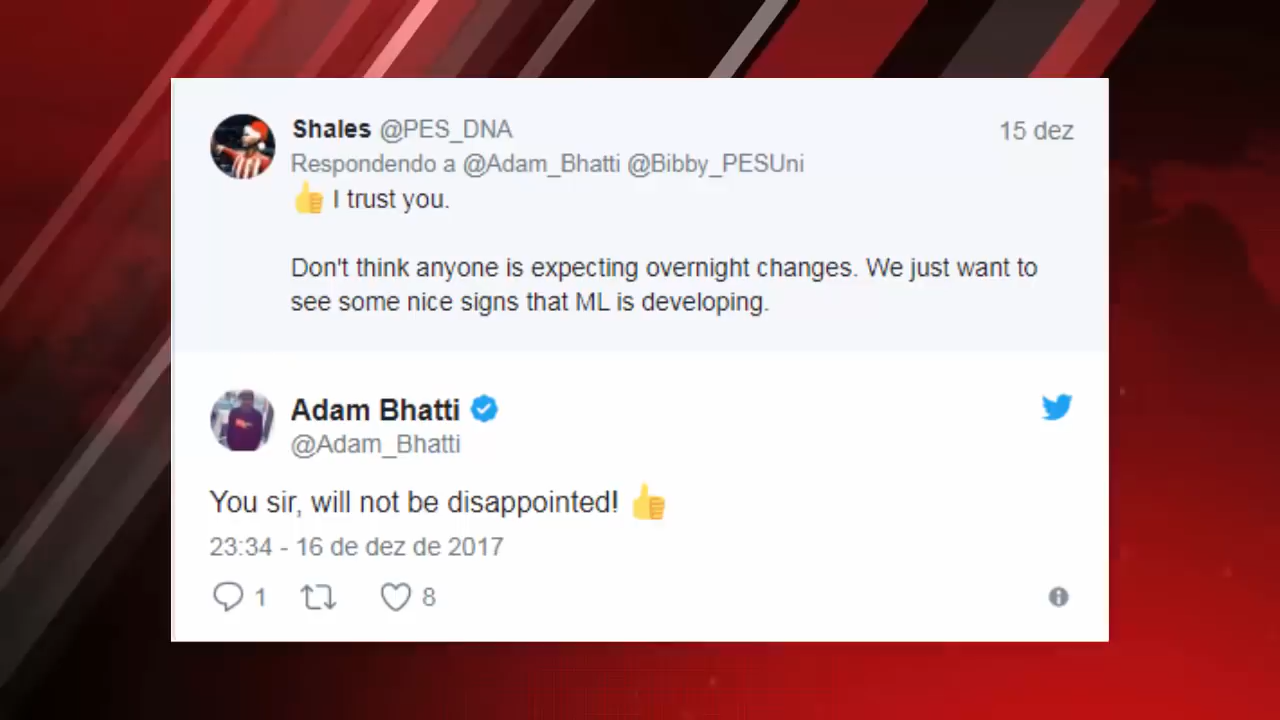 Shales @PES_DNA
15 dez
Respondendo a @Adam_Bhatti @Bibby_PESUni
👍 I trust you.
Don't think anyone is expecting overnight changes. We just want to
see some nice signs that ML is developing.
Adam Bhatti
@Adam_Bhatti
You sir, will not be disappointed! 👍
23:34 - 16 de dez de 2017
1
8